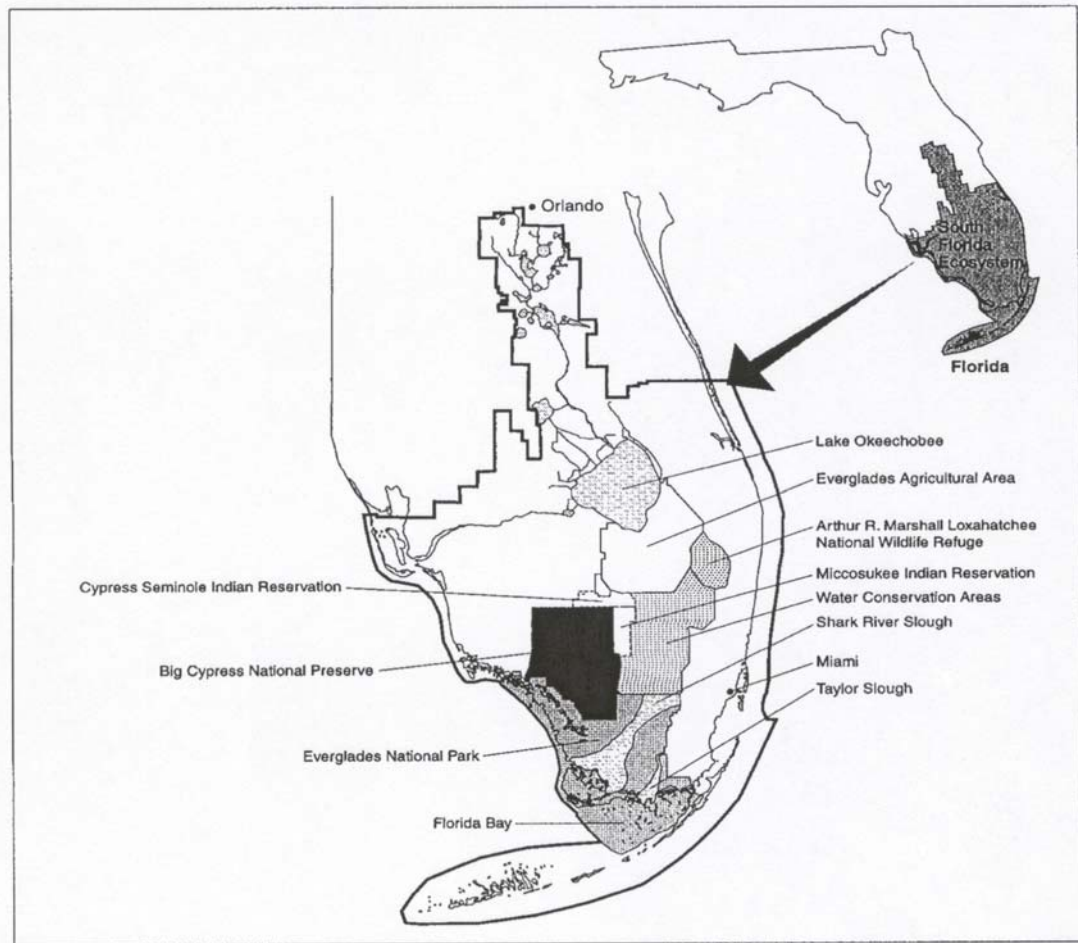 Orlando
South
Florida
Ecosystem
Florida
Lake Okeechobee
Everglades Agricultural Area
Arthur R. Marshall Loxahatchee
National Wildlife Refuge
Cypress Seminole Indian Reservation
Miccosukee Indian Reservation
Water Conservation Areas
Shark River Slough
Big Cypress National Preserve
Miami
Taylor Slough
Everglades National Park
Florida Bay